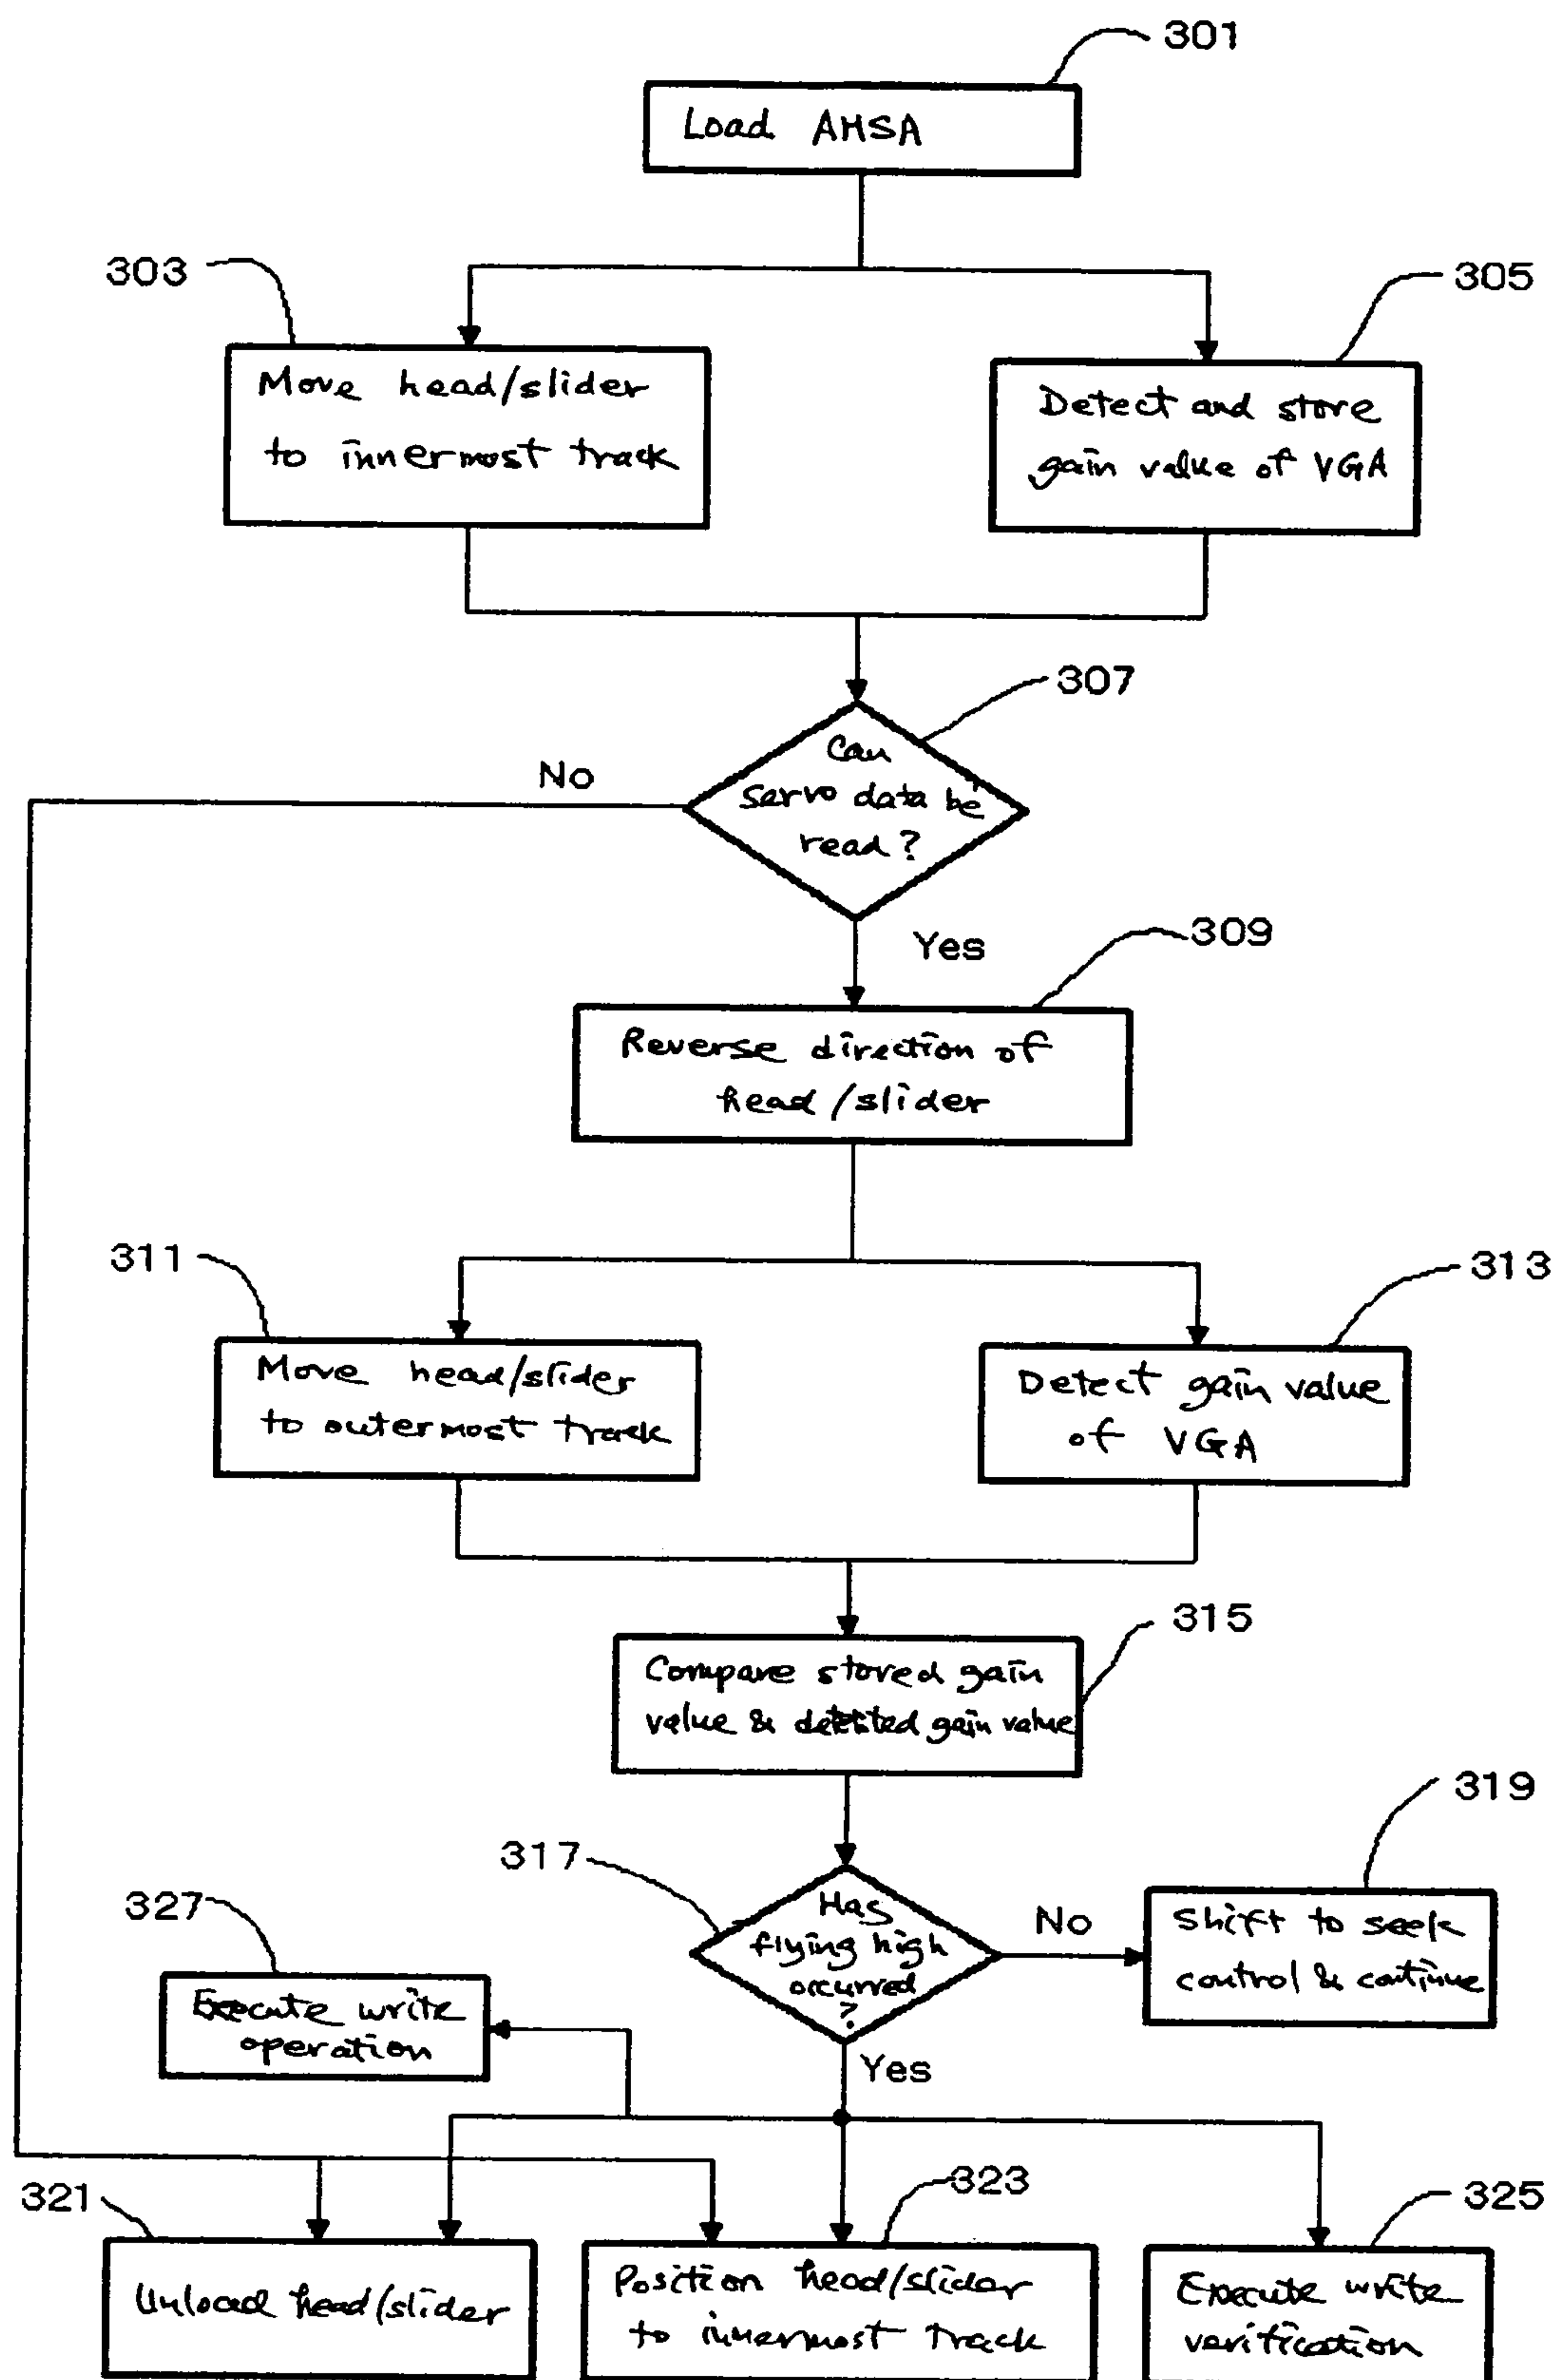 301
Load AHSA
303
305
Move head/slider
to innermost track
Detect and store
gain value of VGA
307
Can
servo data be
read?
No
Yes
309
Reverse direction of
head/slider
311
313
Move head/slider
to outermost track
Detect gain value
of VGA
315
Compare stored gain
value & detected gain value
319
317
Has
flying high
occurred
?
No
Shift to seek
control & continue
327
Execute write
operation
Yes
321
323
325
Unload head/slider
Position head/slider
to innermost track
Execute write
verification